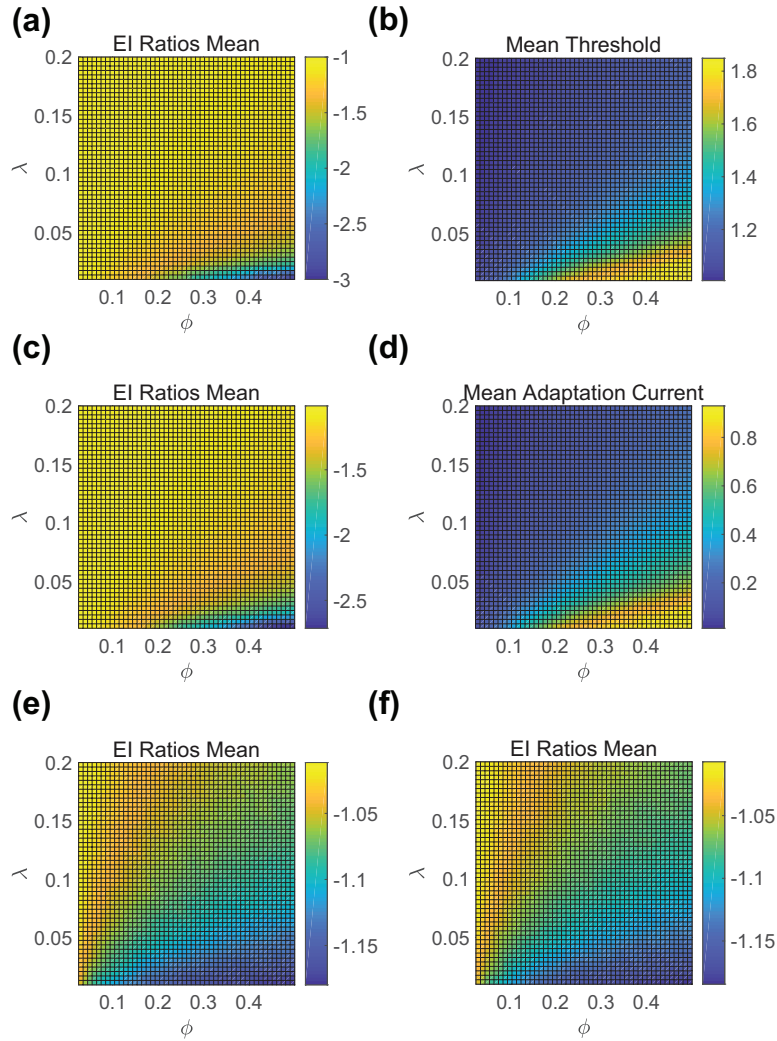 (a)
EI Ratios Mean
0.2
0.15
0.1
0.05
λ
0.1 0.2 0.3 0.4
ϕ
-1
-1.5
-2
-2.5
-3
(b)
Mean Threshold
0.2
0.15
0.1
0.05
λ
0.1 0.2 0.3 0.4
ϕ
1.8
1.6
1.4
1.2
(c)
EI Ratios Mean
0.2
0.15
0.1
0.05
λ
0.1 0.2 0.3 0.4
ϕ
-1.5
-2
-2.5
(d)
Mean Adaptation Current
0.2
0.15
0.1
0.05
λ
0.1 0.2 0.3 0.4
ϕ
0.8
0.6
0.4
0.2
(e)
EI Ratios Mean
0.2
0.15
0.1
0.05
λ
0.1 0.2 0.3 0.4
ϕ
-1.05
-1.1
-1.15
(f)
EI Ratios Mean
0.2
0.15
0.1
0.05
λ
0.1 0.2 0.3 0.4
ϕ
-1.05
-1.1
-1.15